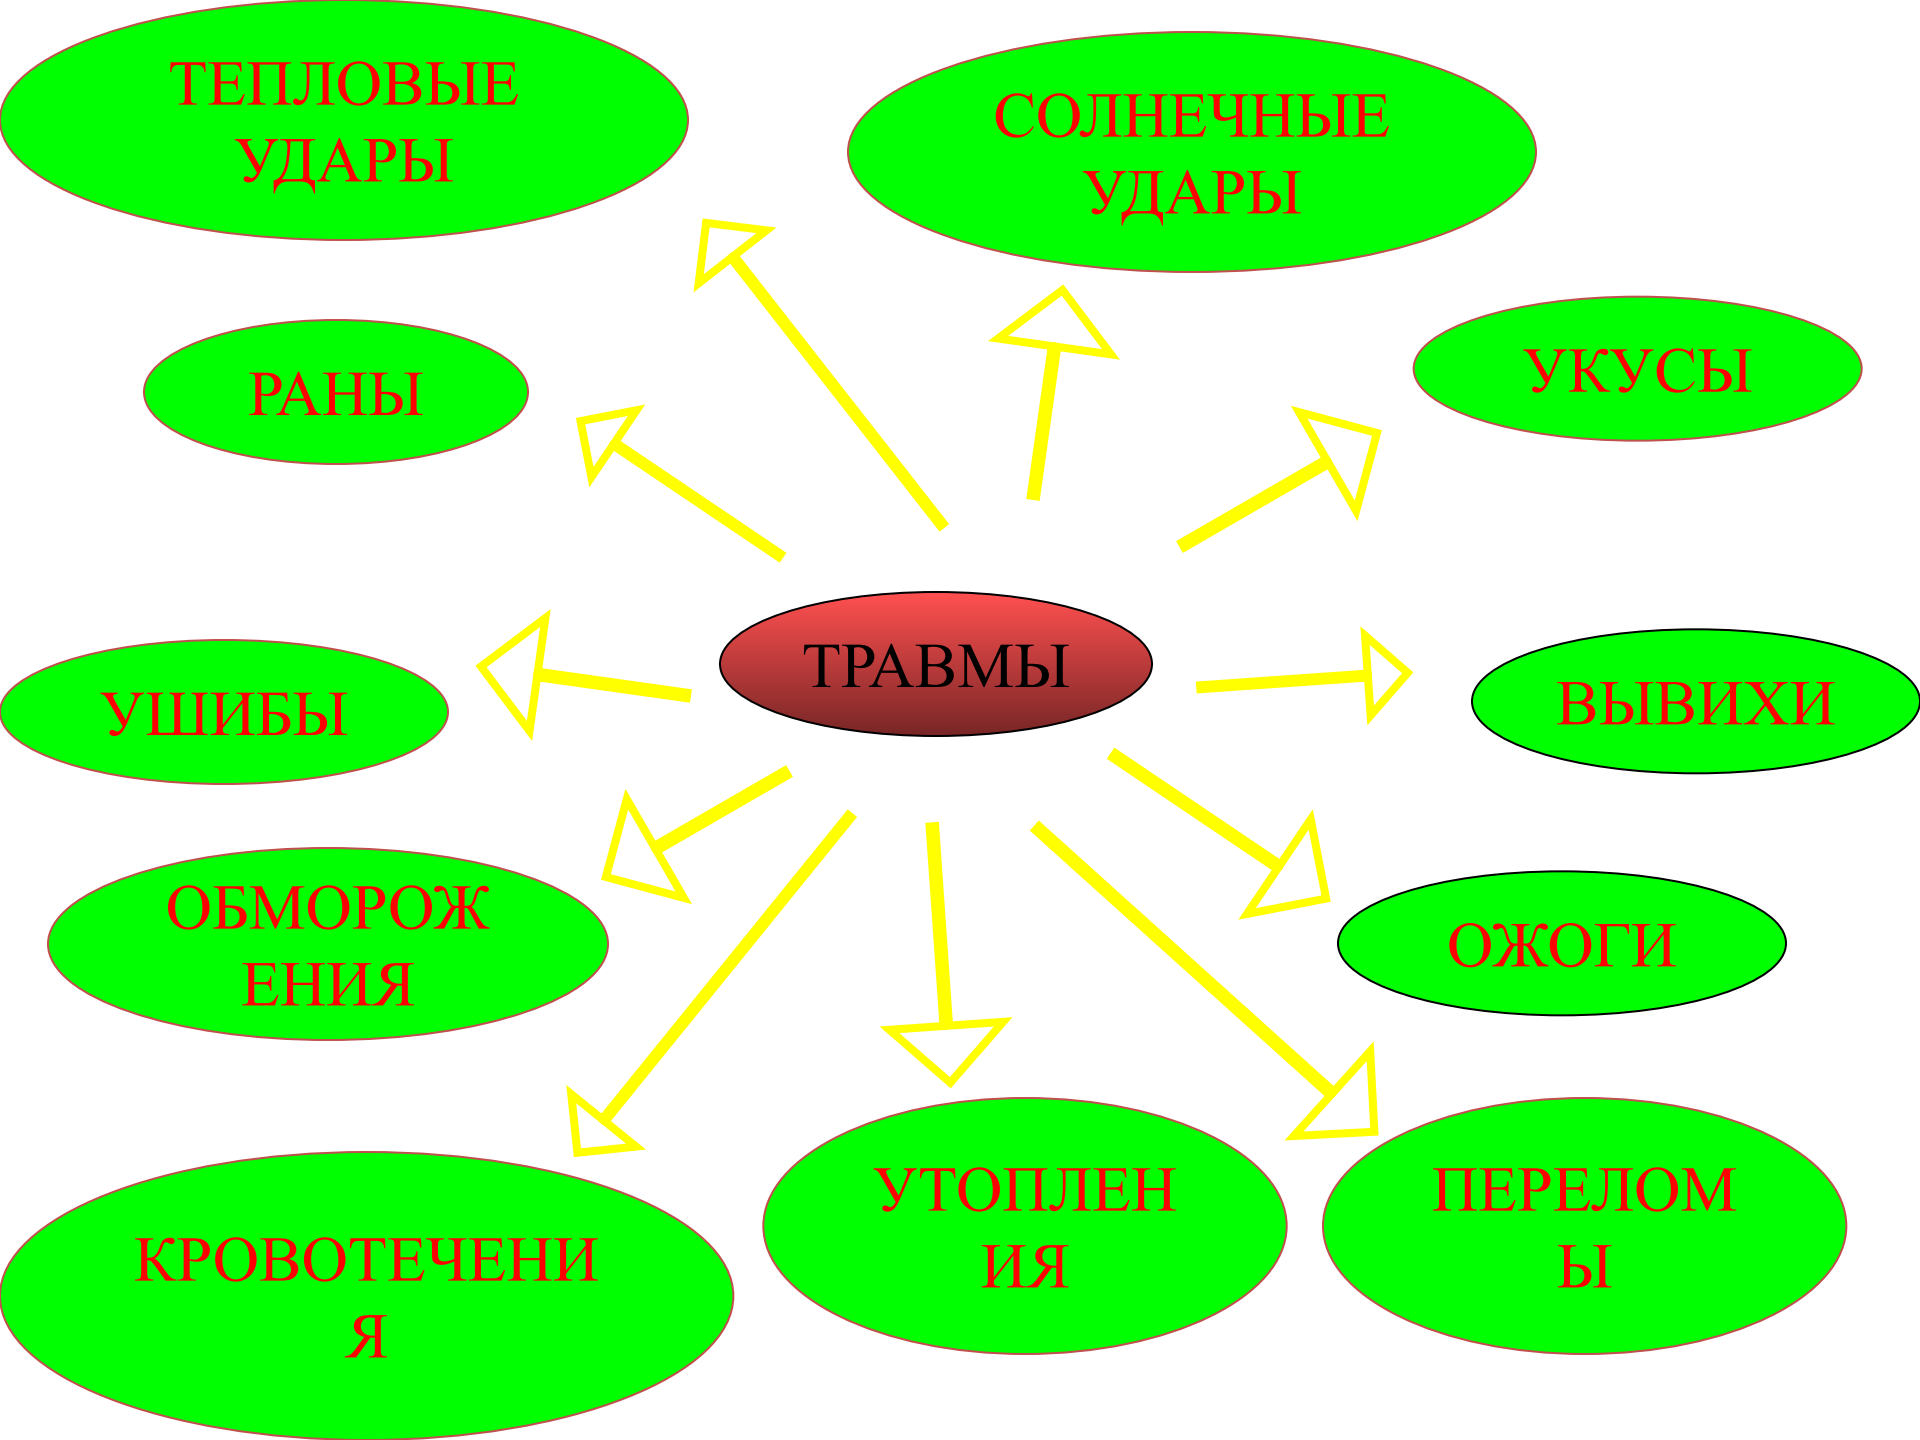 ТЕПЛОВЫЕ
УДАРЫ
СОЛНЕЧНЫЕ
УДАРЫ
РАНЫ
УКУСЫ
ТРАВМЫ
УШИБЫ
ВЫВИХИ
ОБМОРОЖ
ЕНИЯ
ОЖОГИ
КРОВОТЕЧЕНИ
Я
УТОПЛЕН
ИЯ
ПЕРЕЛОМ
Ы